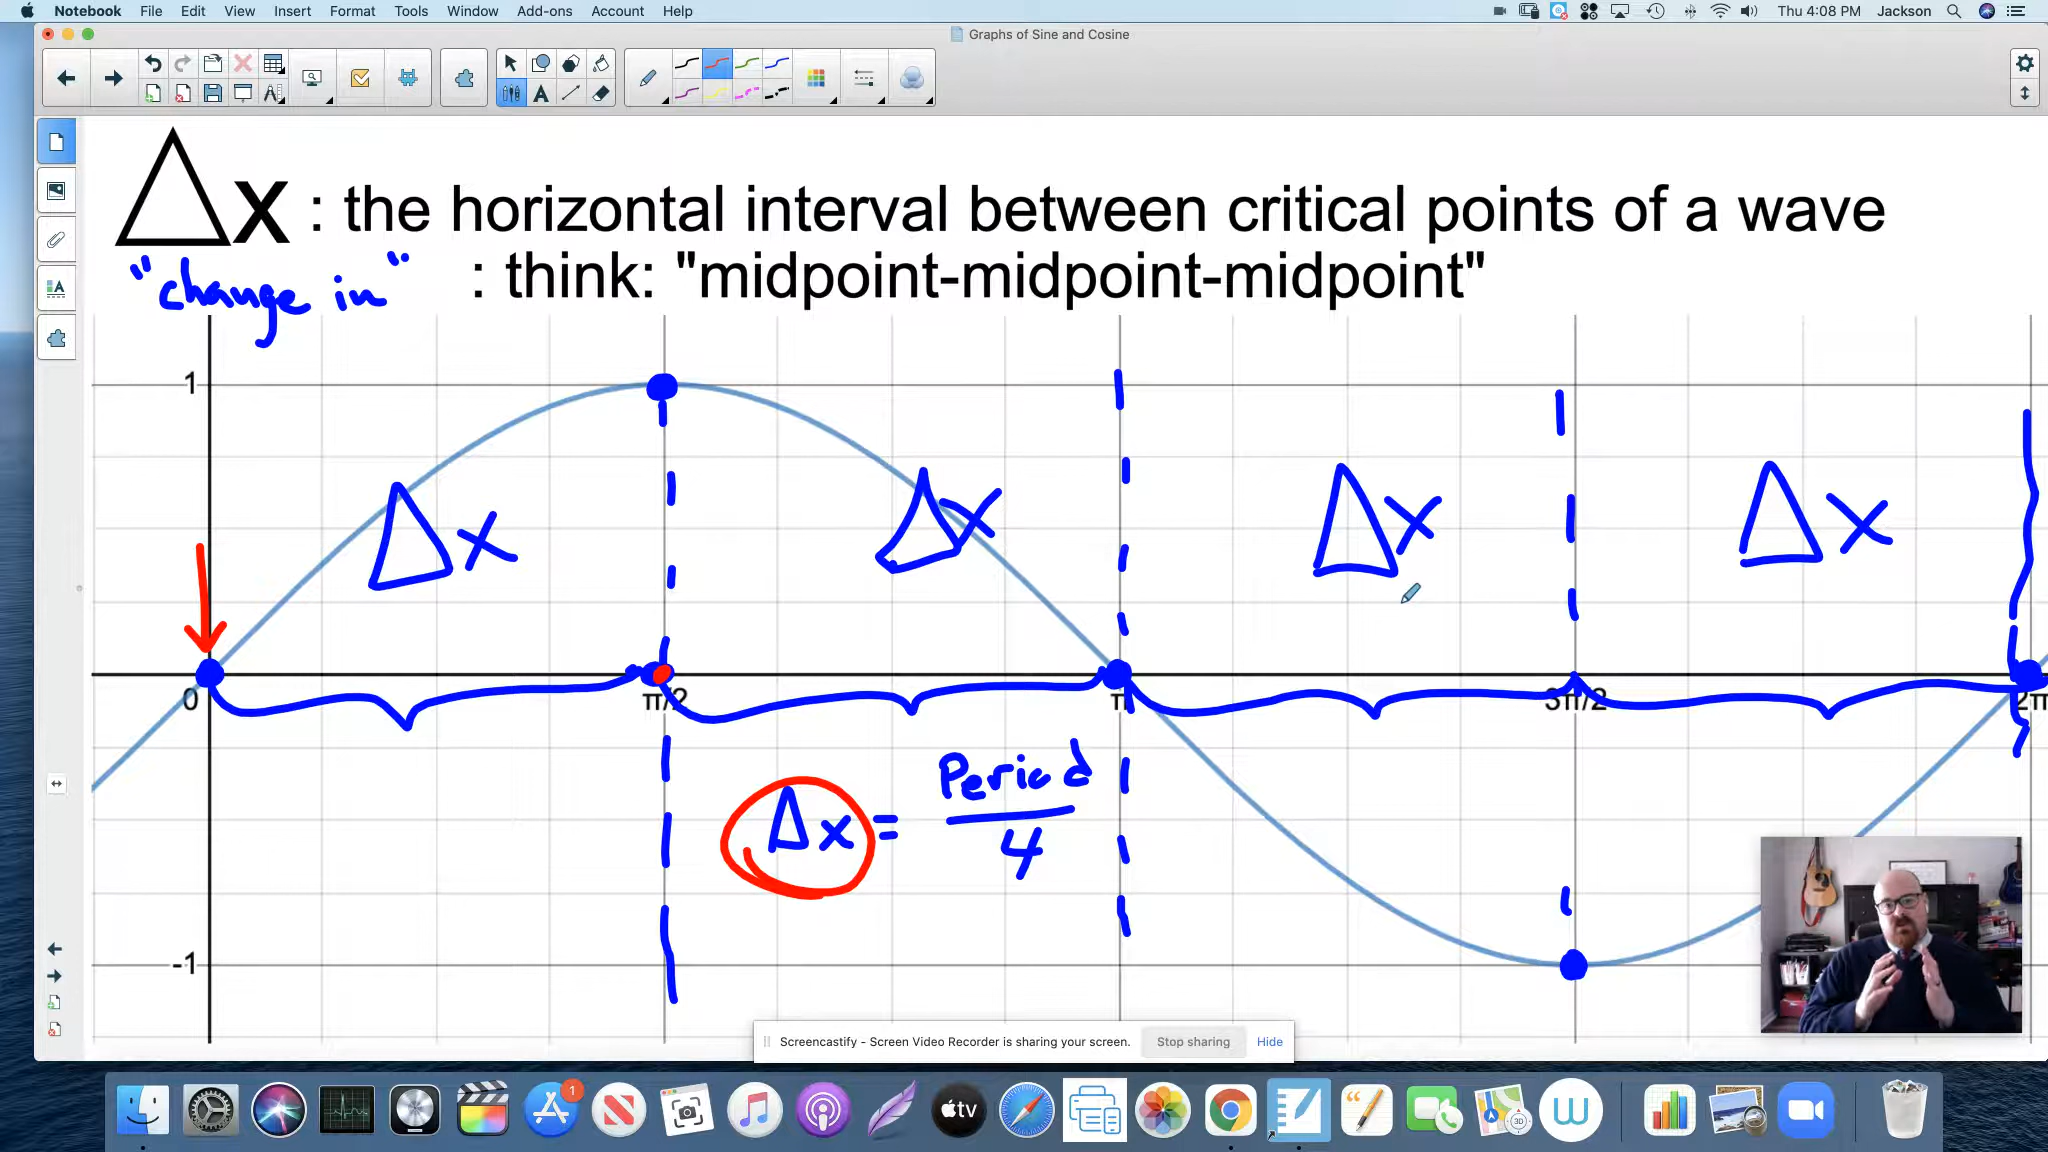 Notebook File Edit View Insert Format Tools Window Add-ons Account Help Thu 4:08 PM Jackson
Graphs of Sine and Cosine
A
A
Δx : the horizontal interval between critical points of a wave
"change in" : think: "midpoint-midpoint-midpoint"
1
Δx Δx Δx Δx
0 π/2 π 3π/2 2π
Δx = Period
4
-1
Screencastify - Screen Video Recorder is sharing your screen. Stop sharing Hide
1
tv
3D
W